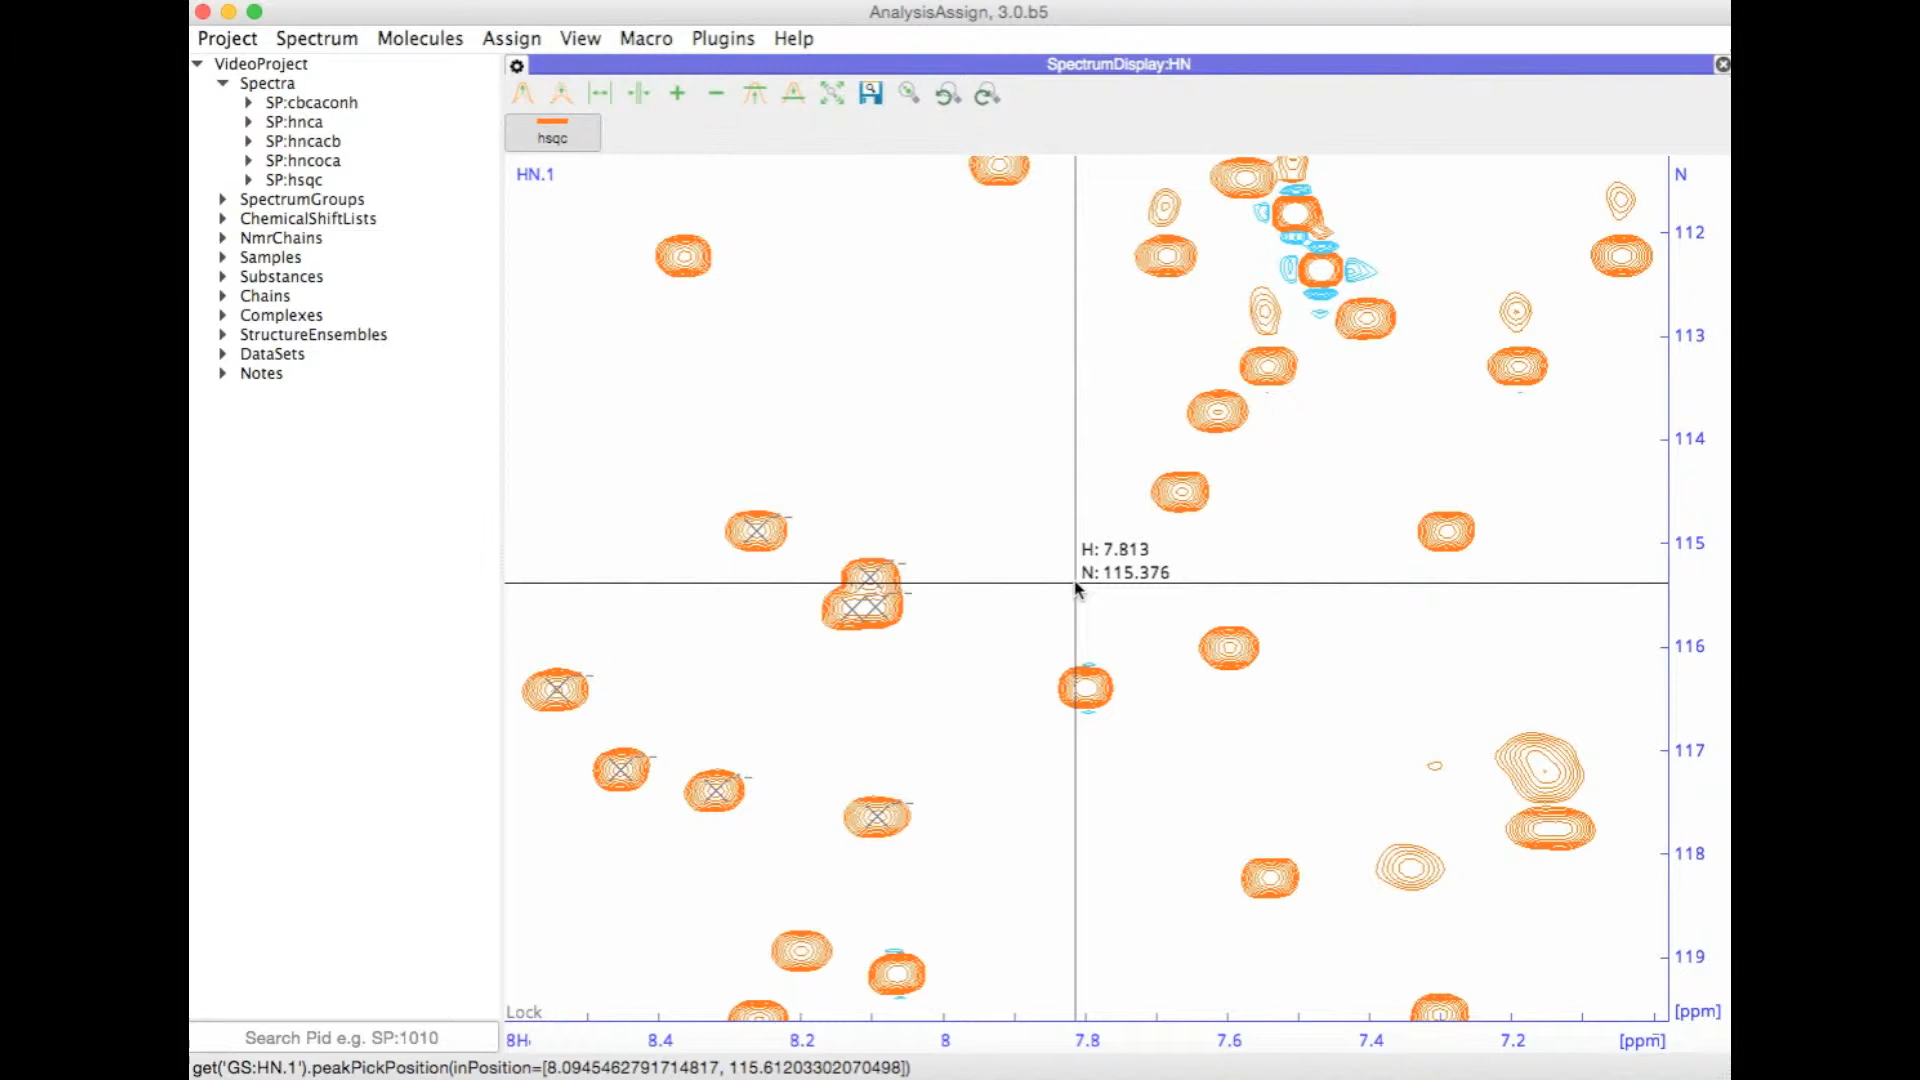 AnalysisAssign, 3.0.b5
Project Spectrum Molecules Assign View Macro Plugins Help
VideoProject
Spectra
SP:cbcaconh
SP:hnca
SP:hncacb
SP:hncoca
SP:hsqc
SpectrumGroups
ChemicalShiftLists
NmrChains
Samples
Substances
Chains
Complexes
StructureEnsembles
DataSets
Notes
Search Pid e.g. SP:1010
SpectrumDisplay:HN
hsqc
HN.1
N
112
113
114
115
H: 7.813
N: 115.376
116
117
118
119
[ppm]
Lock
8.4 8.2 8 7.8 7.6 7.4 7.2 [ppm]
get('GS:HN.1').peakPickPosition(inPosition=[8.0945462791714817, 115.61203302070498])